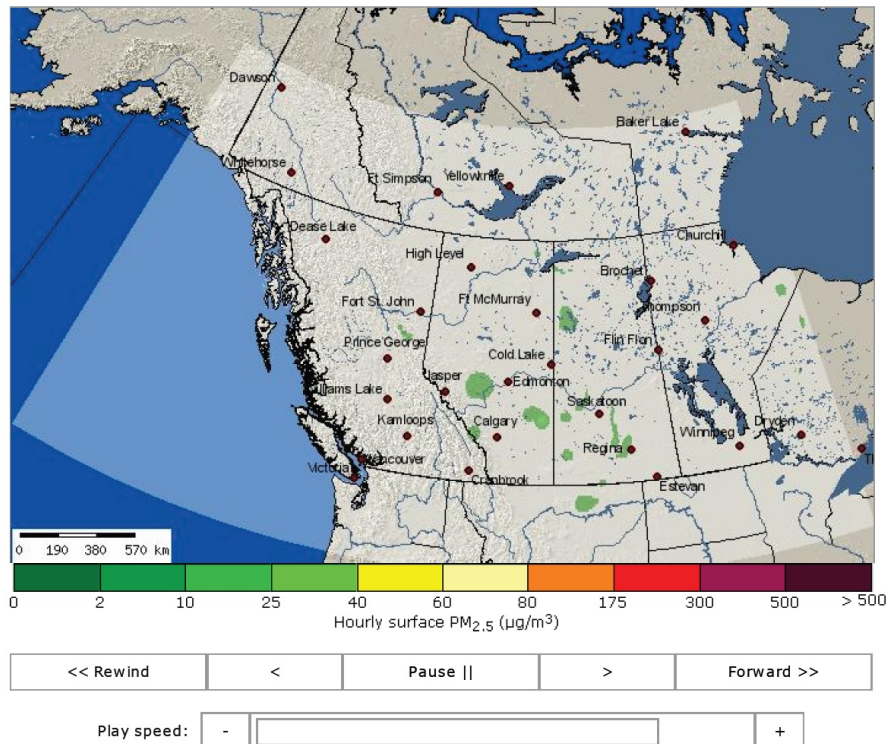 Dawson
Baker Lake
Whitehorse
Ft Simpson
Yellowknife
Dease Lake
Churchill
High Level
Brochet
Fort St. John
Ft McMurray
Thompson
Prince George
Flin Flon
Cold Lake
Jasper
Edmonton
Williams Lake
Saskatoon
Kamloops
Calgary
Dryden
Winnipeg
Regina
Vancouver
Victoria
Cranbrook
Estevan
0 190 380 570 km
0 2 10 25 40 60 80 175 300 500 > 500
Hourly surface PM2.5 (µg/m³)
<< Rewind < Pause || > Forward >>
Play speed: - +